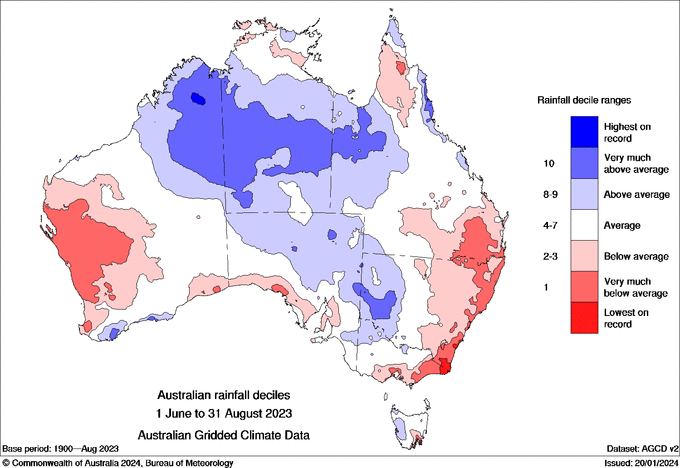 Rainfall decile ranges
Highest on
record
10
Very much
above average
8-9
Above average
4-7
Average
2-3
Below average
1
Very much
below average
Lowest on
record
Australian rainfall deciles
1 June to 31 August 2023
Australian Gridded Climate Data
Base period: 1900—Aug 2023
Dataset: AGCD v2
© Commonwealth of Australia 2024, Bureau of Meteorology
Issued: 20/01/2024